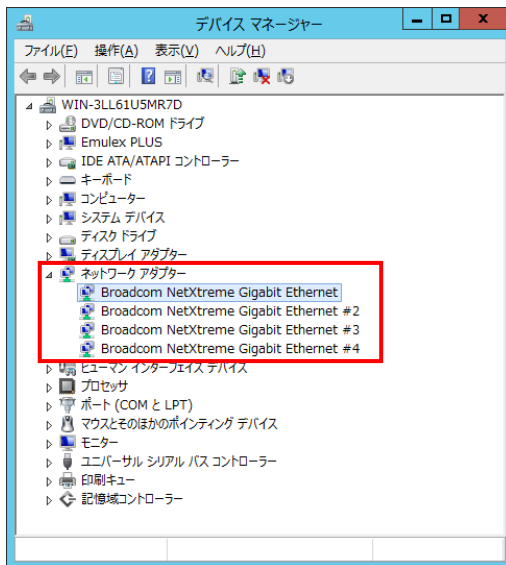 デバイス マネージャー
ファイル(F) 操作(A) 表示(V) ヘルプ(H)
WIN-3LL61U5MR7D
DVD/CD-ROM ドライブ
Emulex PLUS
IDE ATA/ATAPI コントローラー
キーボード
コンピューター
システム デバイス
ディスク ドライブ
ディスプレイ アダプター
ネットワーク アダプター
Broadcom NetXtreme Gigabit Ethernet
Broadcom NetXtreme Gigabit Ethernet #2
Broadcom NetXtreme Gigabit Ethernet #3
Broadcom NetXtreme Gigabit Ethernet #4
ヒューマン インターフェイス デバイス
プロセッサ
ポート (COM と LPT)
マウスとそのほかのポインティング デバイス
モニター
ユニバーサル シリアル バス コントローラー
印刷キュー
記憶域コントローラー